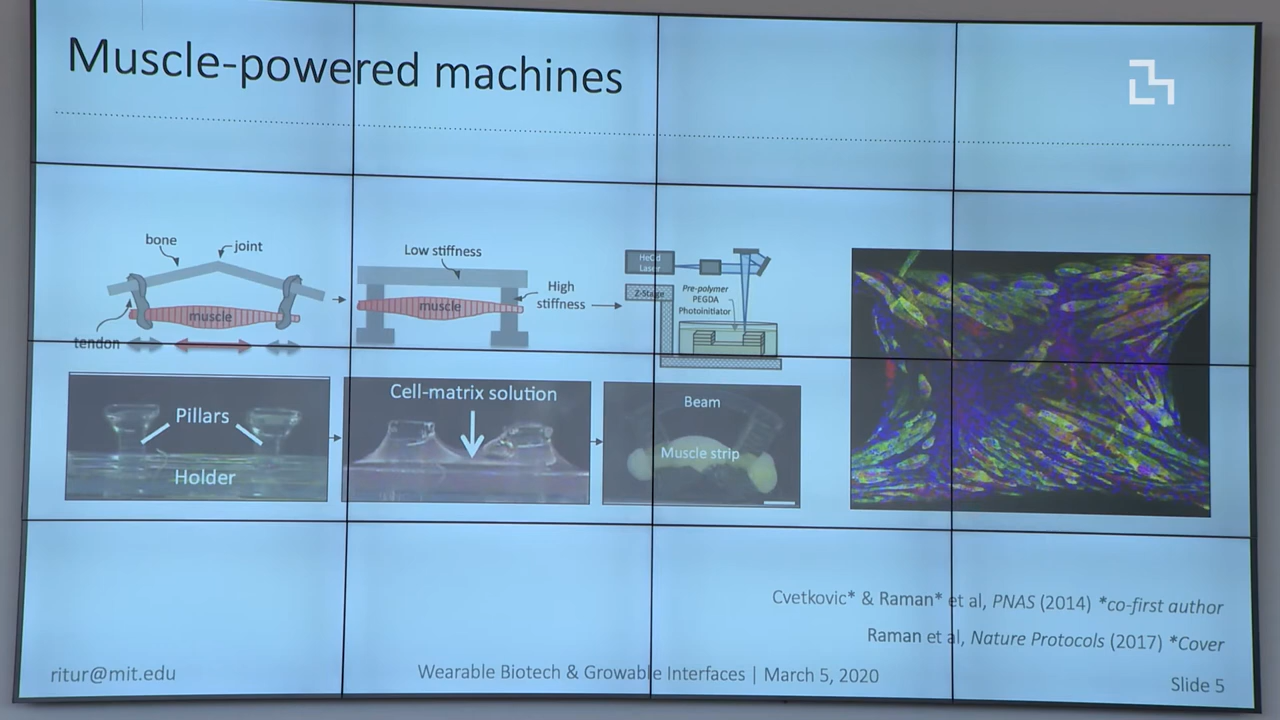 Muscle-powered machines
bone
joint
tendon
muscle
Low stiffness
muscle
High
stiffness
HeCd
Laser
Z-Stage
Pre-polymer
PEGDA
Photoinitiator
Pillars
Holder
Cell-matrix solution
Beam
Muscle strip
Cvetkovic* & Raman* et al, PNAS (2014) *co-first author
Raman et al, Nature Protocols (2017) *Cover
ritur@mit.edu
Wearable Biotech & Growable Interfaces | March 5, 2020
Slide 5